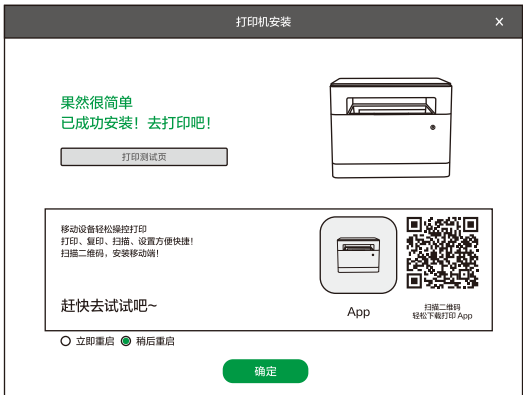 打印机安装
果然很简单
已成功安装！去打印吧！
打印测试页
移动设备轻松操控打印
打印、复印、扫描、设置方便快捷！
扫描二维码，安装移动端！
赶快去试试吧~
App
扫描二维码
轻松下载打印 App
立即重启 稍后重启
确定